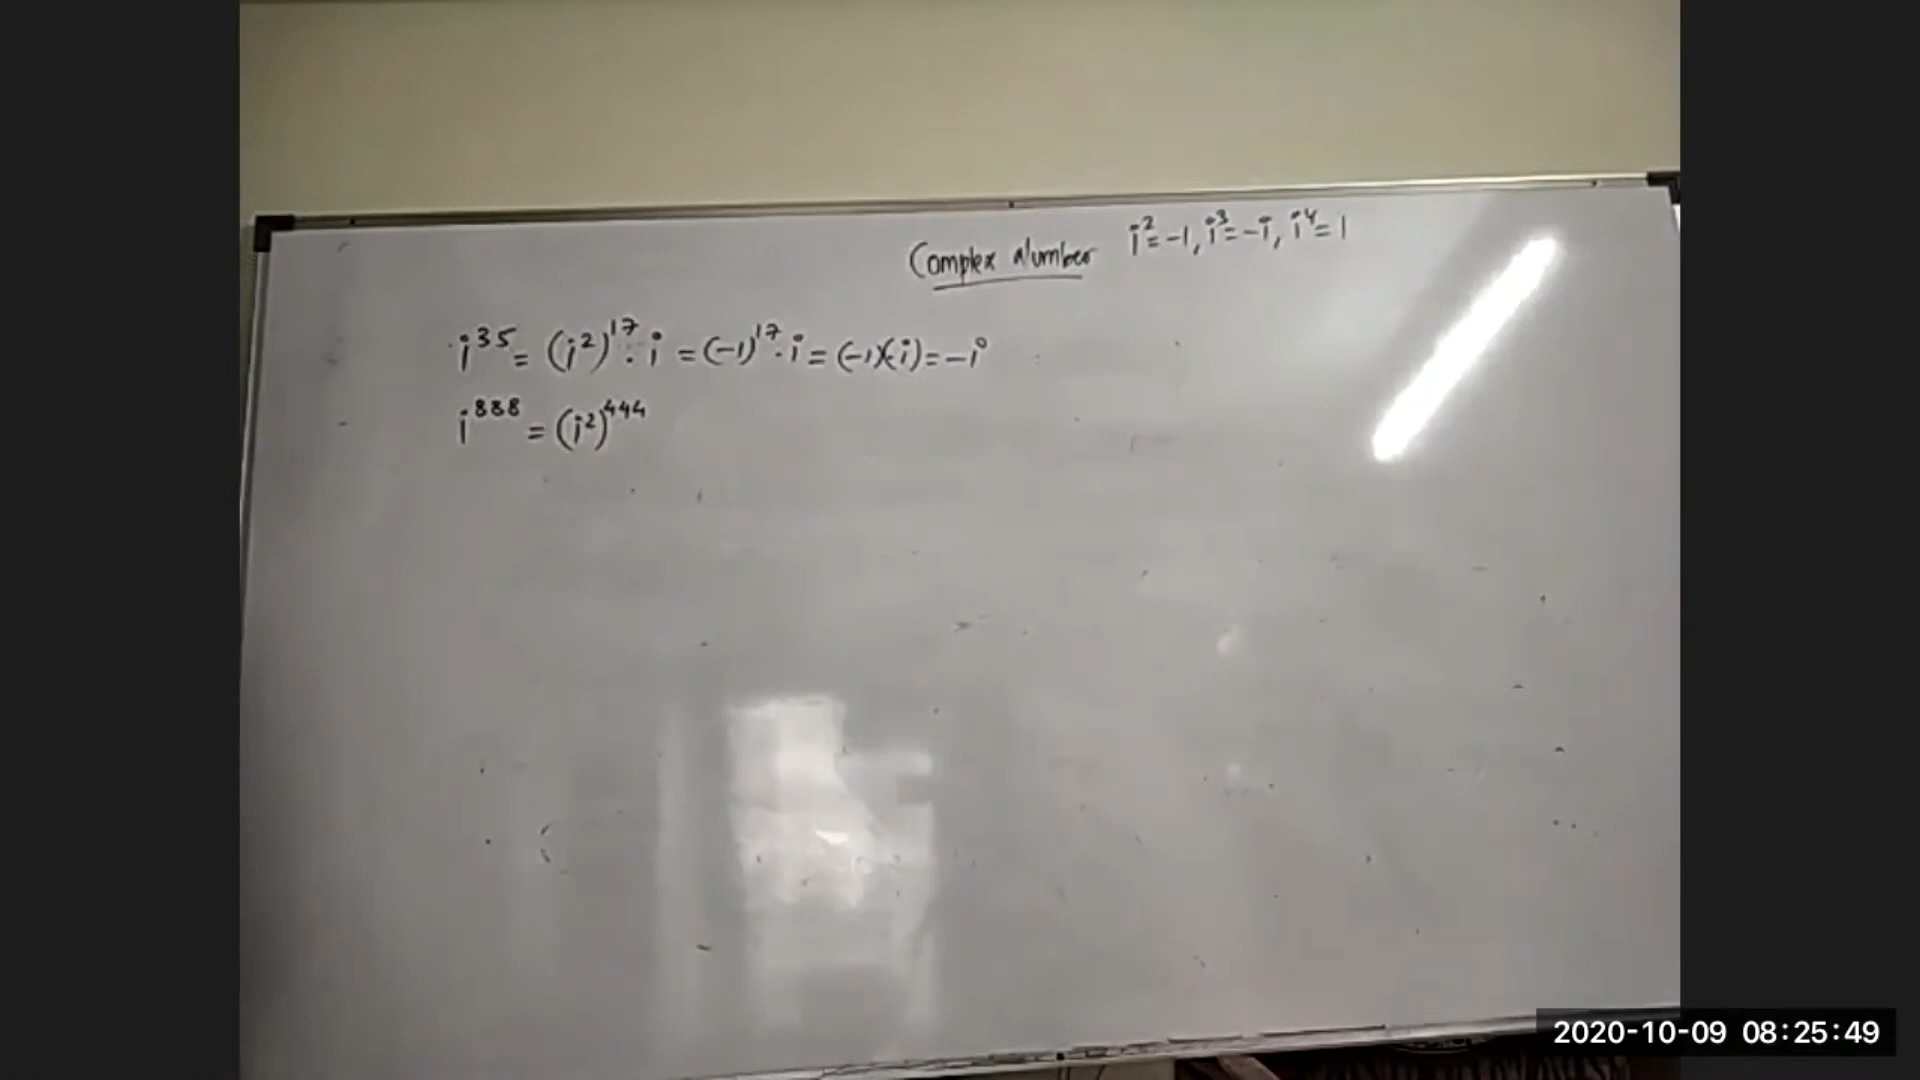 Complex Number i²=-1, i³=-i, i⁴=1
i³⁵ = (i²)¹⁷ · i = (-1)¹⁷ · i = (-1)(i) = -i
i⁸⁸⁸ = (i²)⁴⁴⁴
2020-10-09 08:25:49